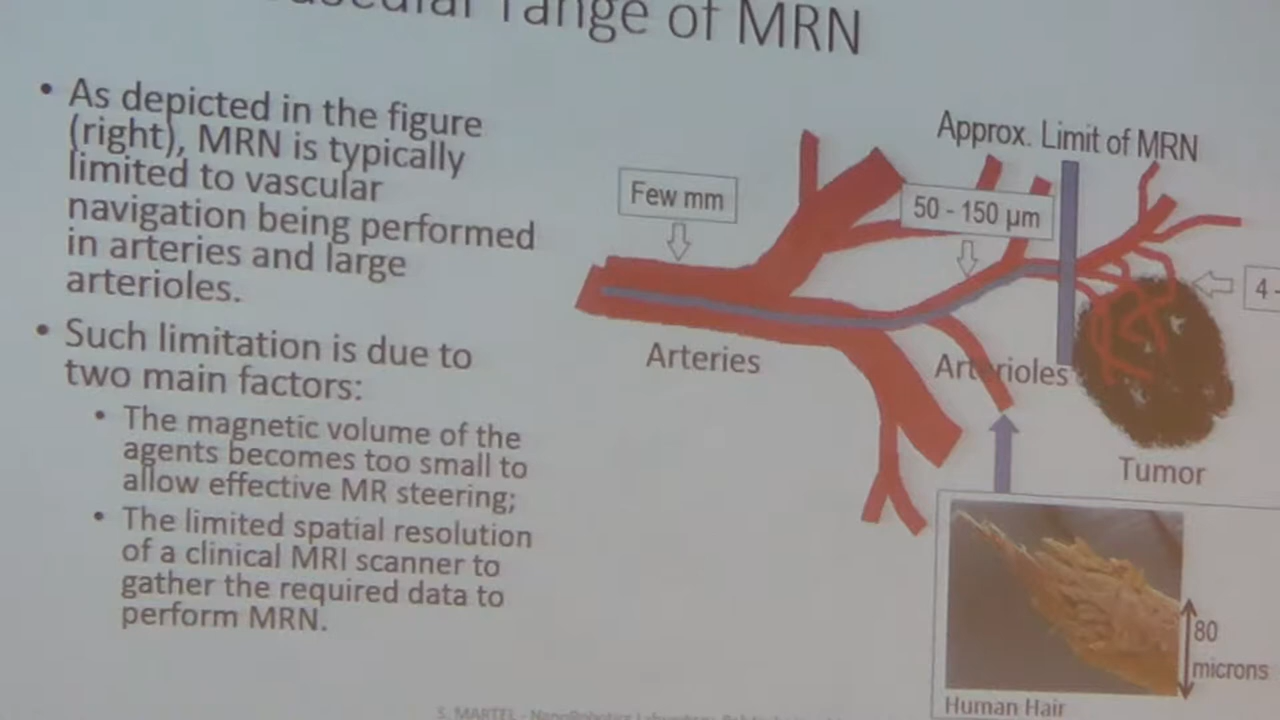 range of MRN
• As depicted in the figure
(right), MRN is typically
limited to vascular
navigation being performed
in arteries and large
arterioles.
• Such limitation is due to
two main factors:
• The magnetic volume of the
agents becomes too small to
allow effective MR steering;
• The limited spatial resolution
of a clinical MRI scanner to
gather the required data to
perform MRN.
Approx. Limit of MRN
Few mm
50 - 150 µm
4 -
Arteries
Arterioles
Tumor
80
microns
Human Hair
S. MARTEL - NanoRobotics Laboratory,